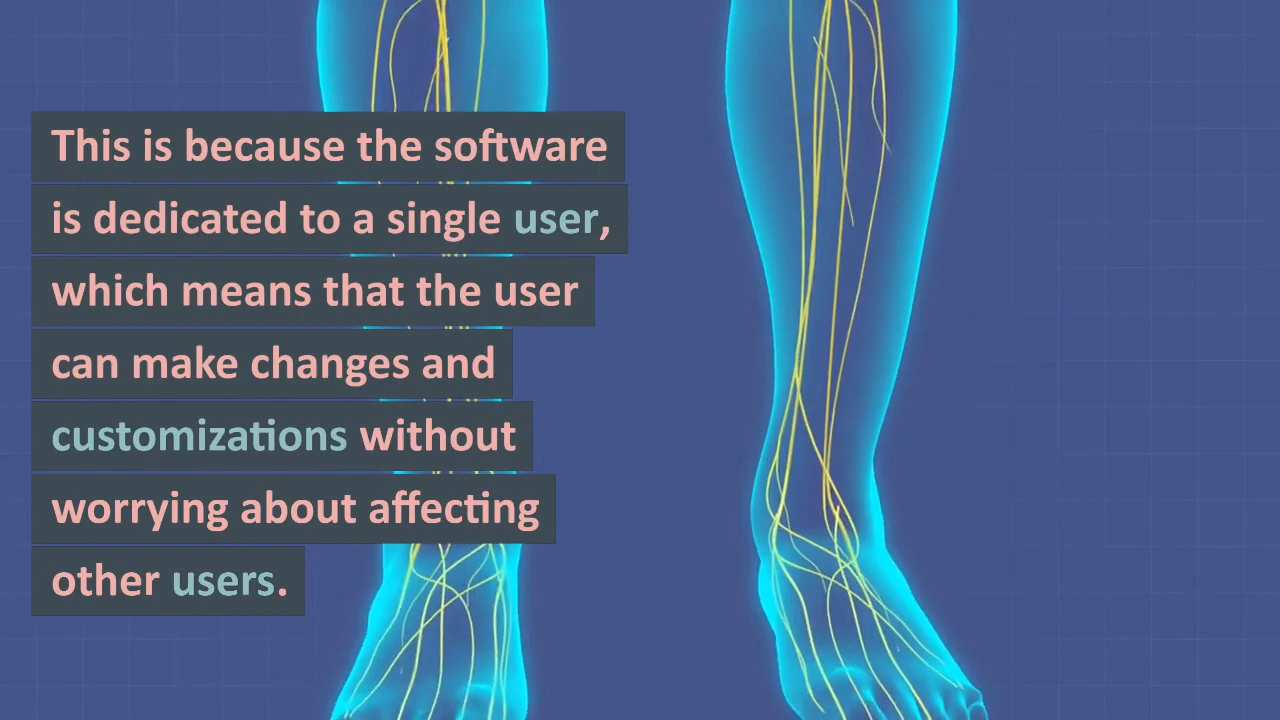 This is because the software
is dedicated to a single user,
which means that the user
can make changes and
customizations without
worrying about affecting
other users.